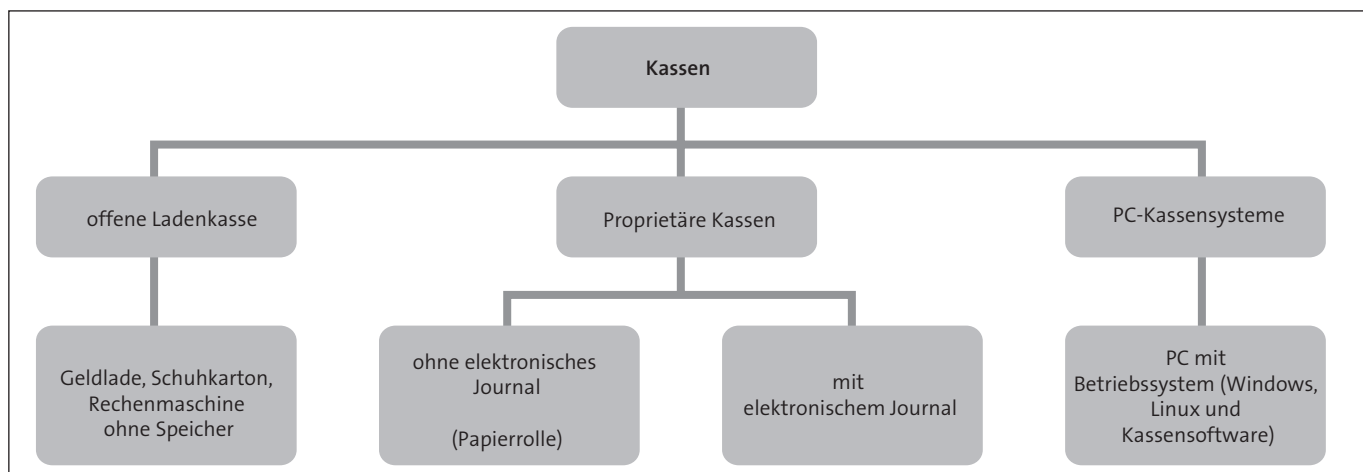 Kassen
offene Ladenkasse
Proprietäre Kassen
PC-Kassensysteme
Geldlade, Schuhkarton,
Rechenmaschine
ohne Speicher
ohne elektronisches
Journal
(Papierrolle)
mit
elektronischem Journal
PC mit
Betriebssystem (Windows,
Linux und
Kassensoftware)